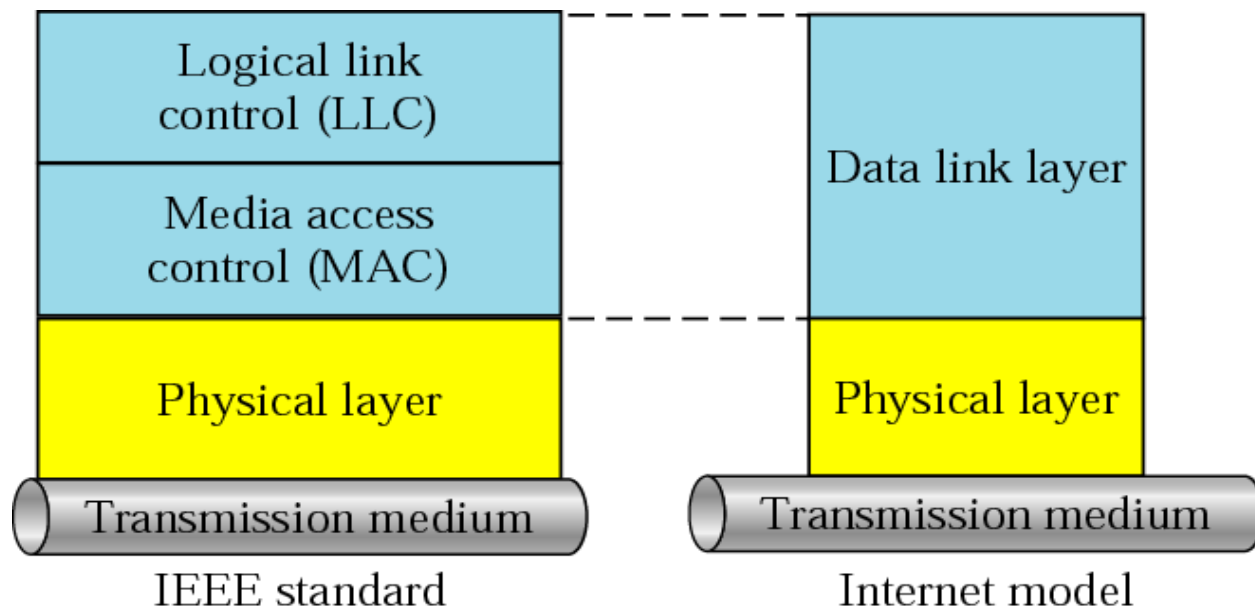 Logical link
control (LLC)
Media access
control (MAC)
Physical layer
Transmission medium
IEEE standard
Data link layer
Physical layer
Transmission medium
Internet model